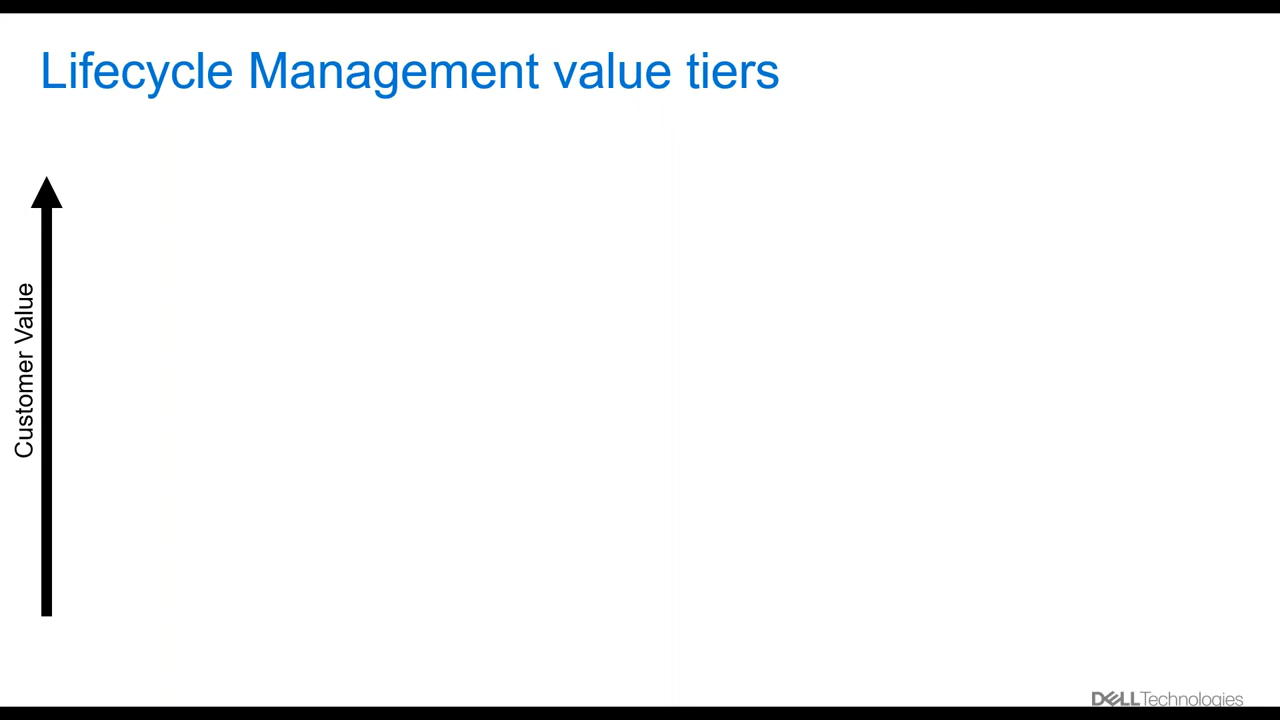 Lifecycle Management value tiers
Customer Value
DELLTechnologies